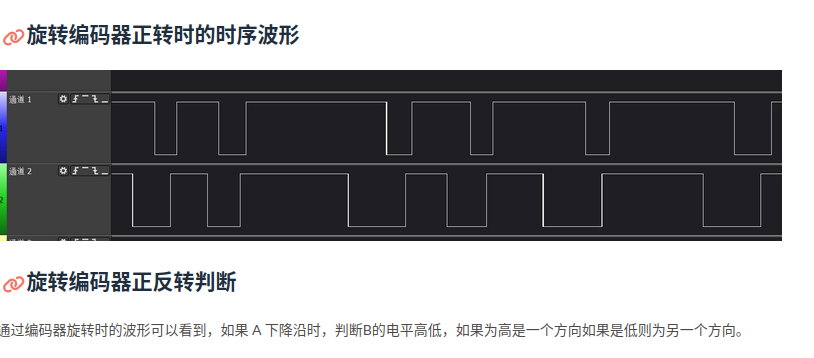 旋转编码器正转时的时序波形
通道 1
通道 2
旋转编码器正反转判断
通过编码器旋转时的波形可以看到，如果 A 下降沿时，判断B的电平高低，如果为高是一个方向如果是低则为另一个方向。